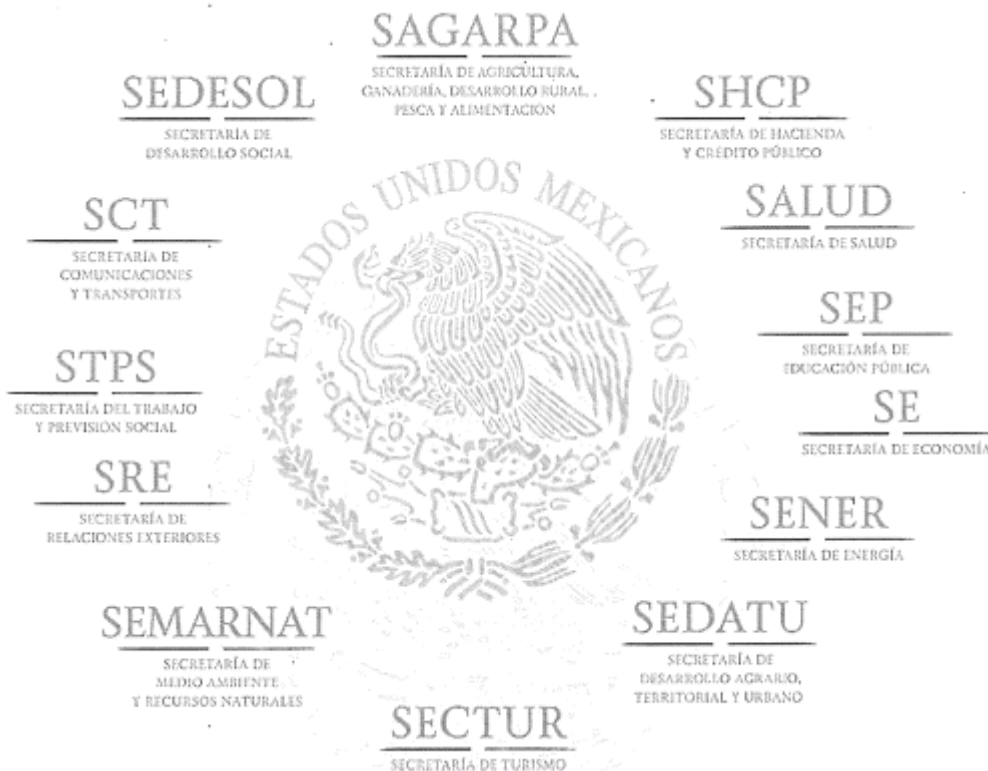 SAGARPA
SECRETARÍA DE AGRICULTURA,
GANADERÍA, DESARROLLO RURAL,
PESCA Y ALIMENTACIÓN
SEDESOL
SECRETARÍA DE
DESARROLLO SOCIAL
SHCP
SECRETARÍA DE HACIENDA
Y CRÉDITO PÚBLICO
ESTADOS UNIDOS MEXICANOS
SCT
SECRETARÍA DE
COMUNICACIONES
Y TRANSPORTES
SALUD
SECRETARÍA DE SALUD
SEP
SECRETARÍA DE
EDUCACIÓN PÚBLICA
STPS
SECRETARÍA DEL TRABAJO
Y PREVISIÓN SOCIAL
SE
SECRETARÍA DE ECONOMÍA
SRE
SECRETARÍA DE
RELACIONES EXTERIORES
SENER
SECRETARÍA DE ENERGÍA
SEMARNAT
SECRETARÍA DE
MEDIO AMBIENTE
Y RECURSOS NATURALES
SEDATU
SECRETARÍA DE
DESARROLLO AGRARIO,
TERRITORIAL Y URBANO
SECTUR
SECRETARÍA DE TURISMO